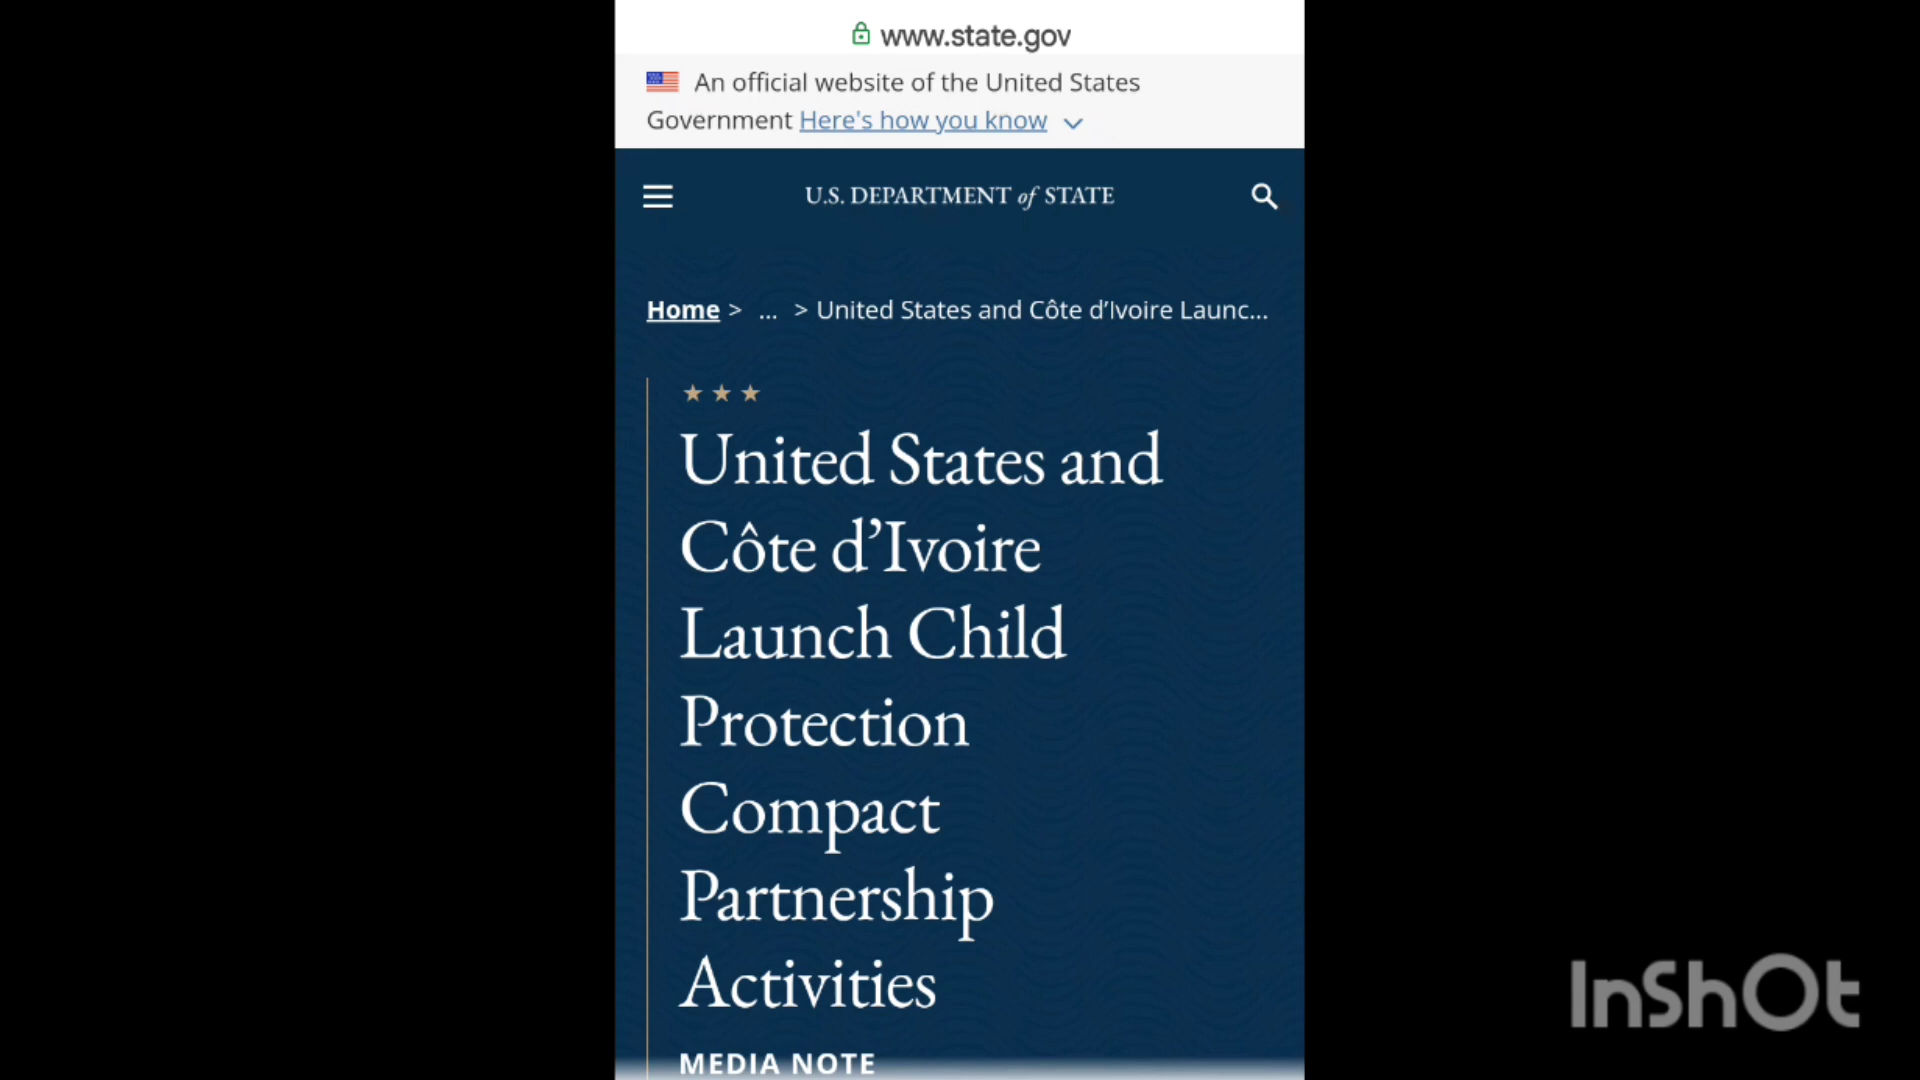 www.state.gov
An official website of the United States
Government Here's how you know
U.S. DEPARTMENT of STATE
Home > ... > United States and Côte d’Ivoire Launc...
United States and
Côte d’Ivoire
Launch Child
Protection
Compact
Partnership
Activities
MEDIA NOTE
InShOt